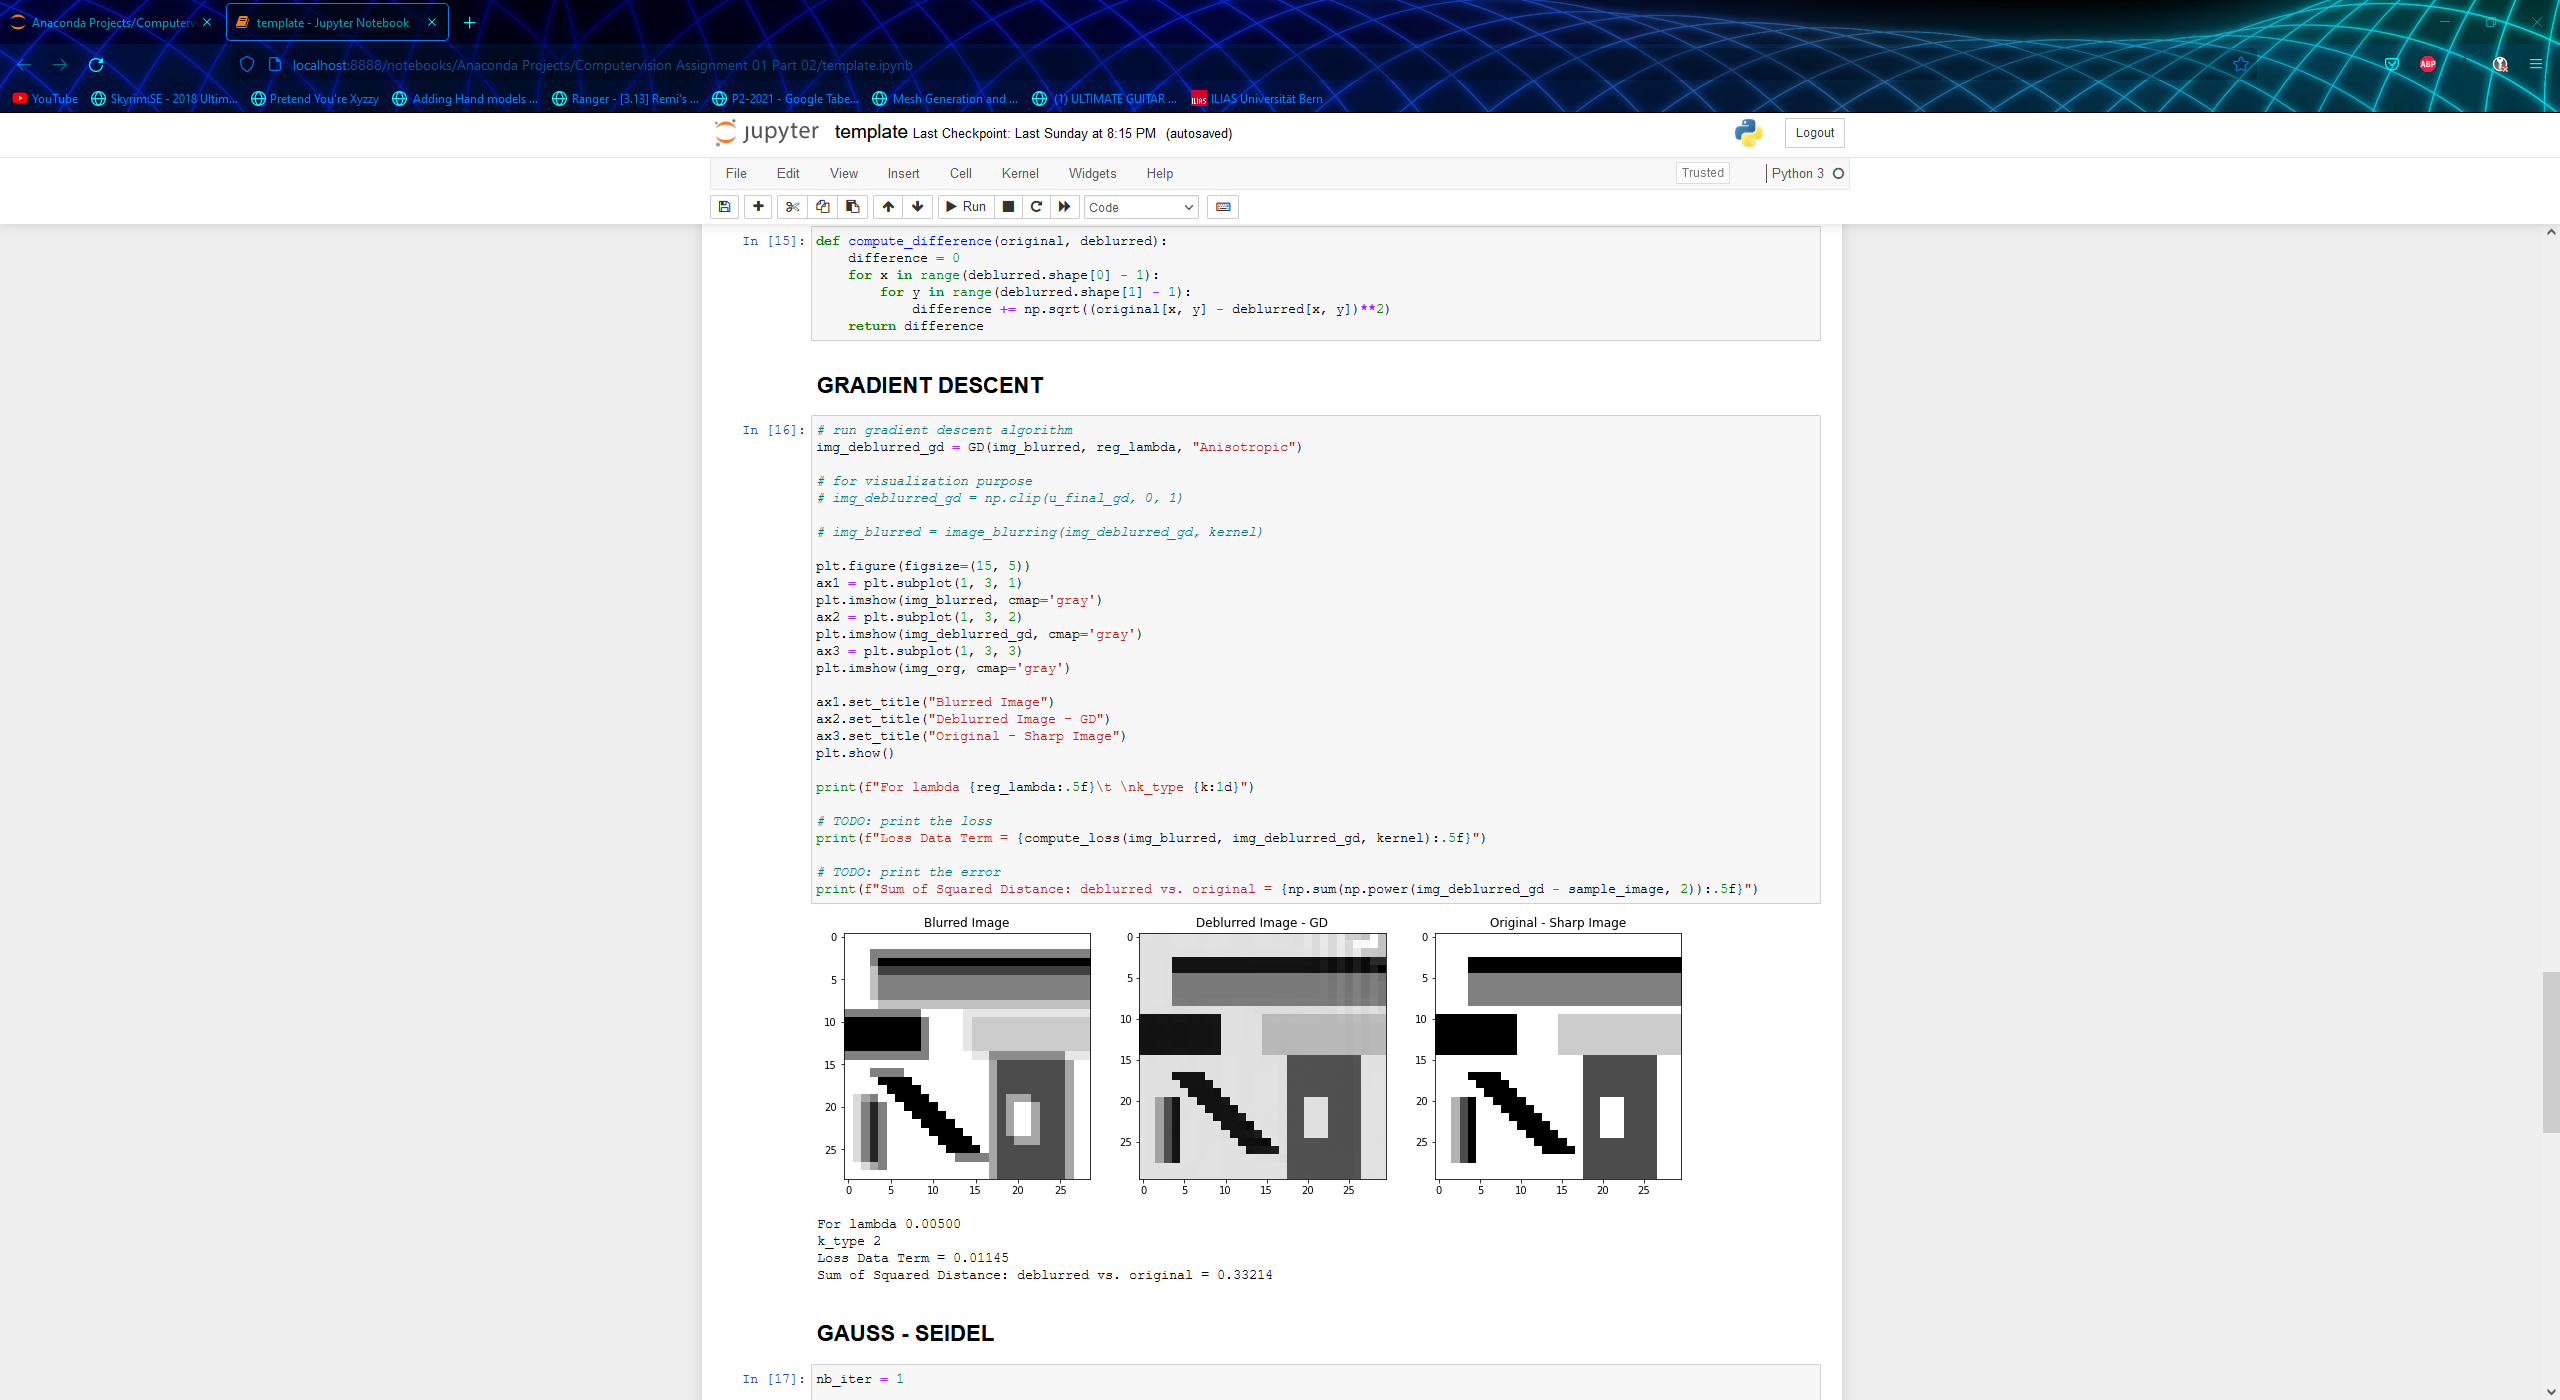 Anaconda Projects/Computerv
template - Jupyter Notebook
localhost:8888/notebooks/Anaconda Projects/Computervision Assignment 01 Part 02/template.ipynb
ABP
YouTube
Skyrim:SE - 2018 Ultim...
Pretend You're Xyzzy
Adding Hand models ...
Ranger - [3.13] Remi's ...
P2-2021 - Google Tabe...
Mesh Generation and ...
(1) ULTIMATE GUITAR ...
ILIAS Universität Bern
jupyter template Last Checkpoint: Last Sunday at 8:15 PM (autosaved)
Logout
File Edit View Insert Cell Kernel Widgets Help
Trusted
Python 3
Run
Code
In [15]:
def compute_difference(original, deblurred):
    difference = 0
    for x in range(deblurred.shape[0] - 1):
        for y in range(deblurred.shape[1] - 1):
            difference += np.sqrt((original[x, y] - deblurred[x, y])**2)
    return difference
GRADIENT DESCENT
In [16]:
# run gradient descent algorithm
img_deblurred_gd = GD(img_blurred, reg_lambda, "Anisotropic")
# for visualization purpose
# img_deblurred_gd = np.clip(u_final_gd, 0, 1)
# img_blurred = image_blurring(img_deblurred_gd, kernel)
plt.figure(figsize=(15, 5))
ax1 = plt.subplot(1, 3, 1)
plt.imshow(img_blurred, cmap='gray')
ax2 = plt.subplot(1, 3, 2)
plt.imshow(img_deblurred_gd, cmap='gray')
ax3 = plt.subplot(1, 3, 3)
plt.imshow(img_org, cmap='gray')
ax1.set_title("Blurred Image")
ax2.set_title("Deblurred Image - GD")
ax3.set_title("Original - Sharp Image")
plt.show()
print(f"For lambda {reg_lambda:.5f}\t \nk_type {k:1d}")
# TODO: print the loss
print(f"Loss Data Term = {compute_loss(img_blurred, img_deblurred_gd, kernel):.5f}")
# TODO: print the error
print(f"Sum of Squared Distance: deblurred vs. original = {np.sum(np.power(img_deblurred_gd - sample_image, 2)):.5f}")
Blurred Image
0
5
10
15
20
25
0 5 10 15 20 25
Deblurred Image - GD
0
5
10
15
20
25
0 5 10 15 20 25
Original - Sharp Image
0
5
10
15
20
25
0 5 10 15 20 25
For lambda 0.00500
k_type 2
Loss Data Term = 0.01145
Sum of Squared Distance: deblurred vs. original = 0.33214
GAUSS - SEIDEL
In [17]:
nb_iter = 1